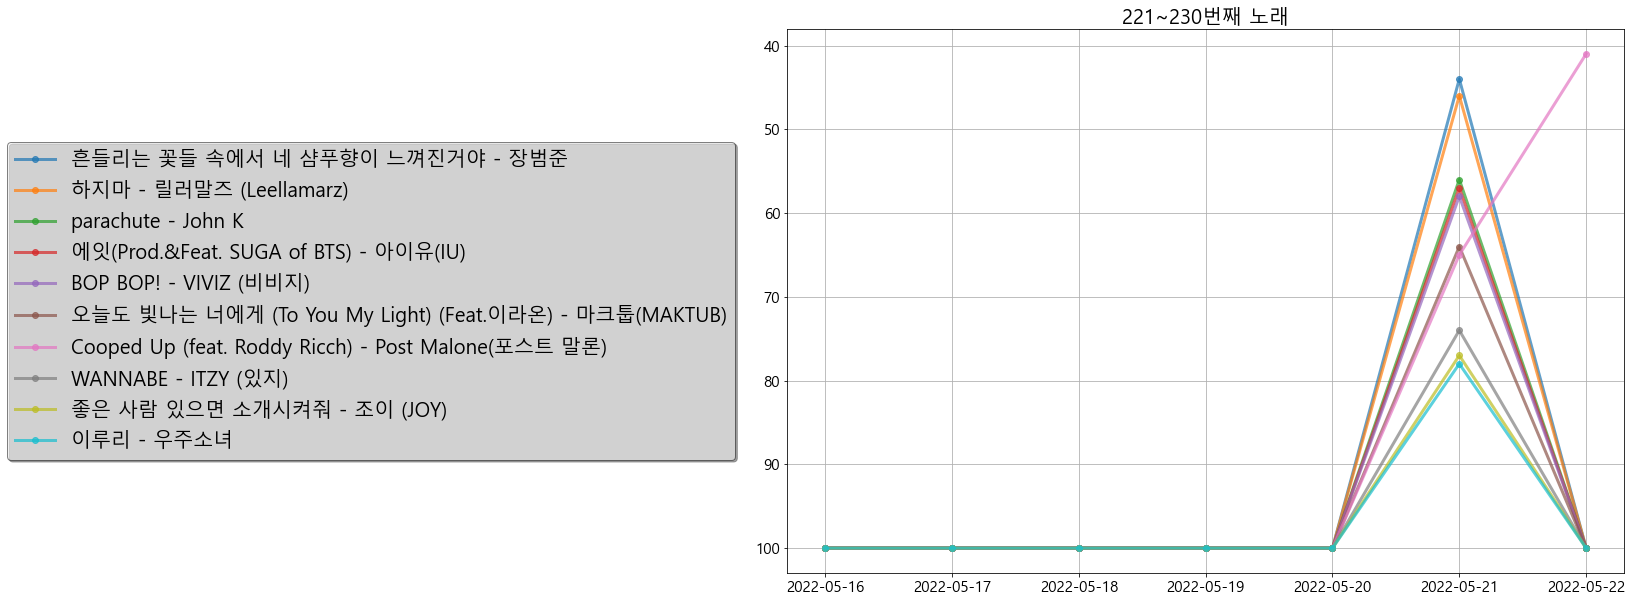 221~230번째 노래
흔들리는 꽃들 속에서 네 샴푸향이 느껴진거야 - 장범준
하지마 - 릴러말즈 (Leellamarz)
parachute - John K
에잇(Prod.&Feat. SUGA of BTS) - 아이유(IU)
BOP BOP! - VIVIZ (비비지)
오늘도 빛나는 너에게 (To You My Light) (Feat.이라온) - 마크툽(MAKTUB)
Cooped Up (feat. Roddy Ricch) - Post Malone(포스트 말론)
WANNABE - ITZY (있지)
좋은 사람 있으면 소개시켜줘 - 조이 (JOY)
이루리 - 우주소녀
40
50
60
70
80
90
100
2022-05-16 2022-05-17 2022-05-18 2022-05-19 2022-05-20 2022-05-21 2022-05-22